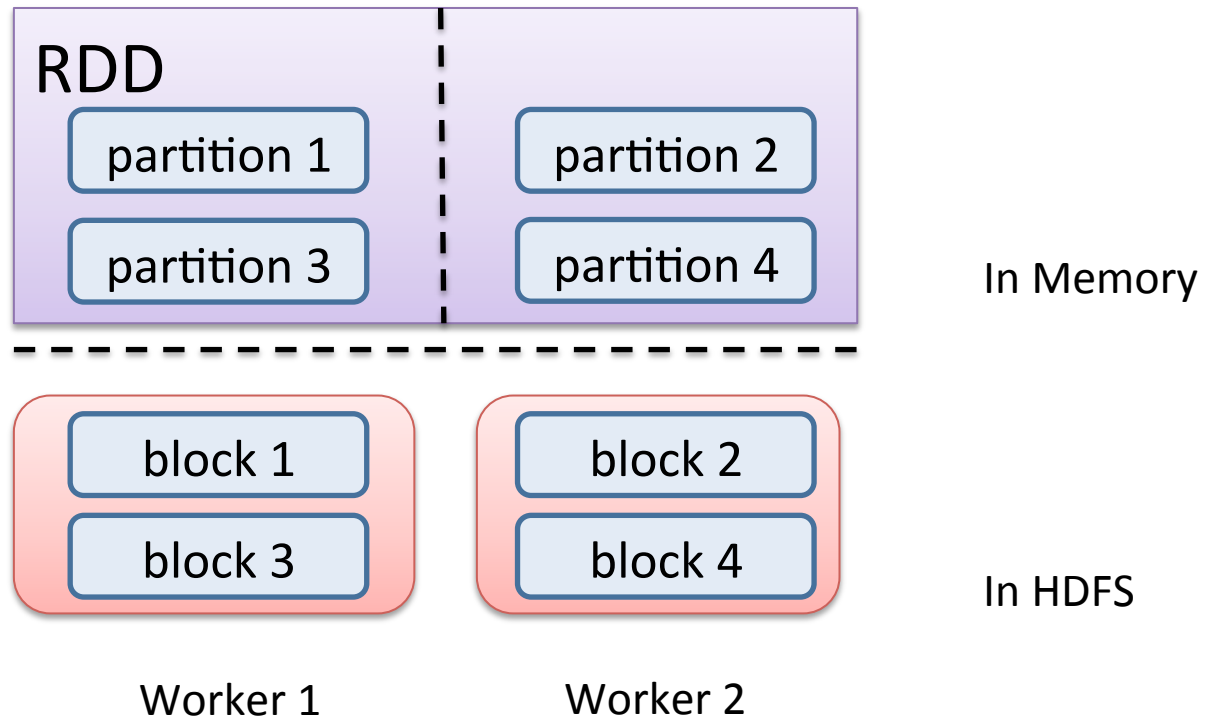 RDD
partition 1 partition 2
partition 3 partition 4
In Memory
block 1 block 2
block 3 block 4
In HDFS
Worker 1 Worker 2